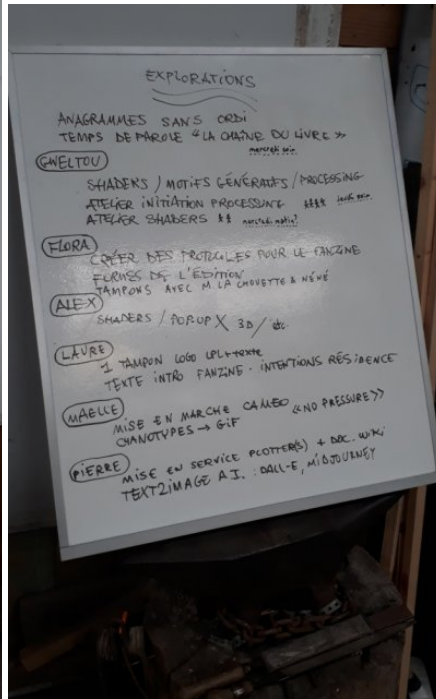 EXPLORATIONS
ANAGRAMMES SANS ORDI
TEMPS DE PAROLE "LA CHAÎNE DU LIVRE"
mercredi soir
GWELTOU
SHADERS / MOTIFS GÉNÉRATIFS / PROCESSING
ATELIER INITIATION PROCESSING **** jeudi soir
ATELIER SHADERS ** mercredi matin?
FLORA
CRÉER DES PROTOCOLES POUR LE FANZINE
FORMES DE L'ÉDITION
TAMPONS AVEC M. LA CHOUETTE & NÉNÉ
ALEX
SHADERS / POP-UP X 3D / etc.
LAURE
1 TAMPON LOGO LPL + texte
TEXTE INTRO FANZINE - INTENTIONS RÉSIDENCE
MAELLE
MISE EN MARCHE CAMEO "NO PRESSURE"
CYANOTYPES → GIF
PIERRE
MISE EN SERVICE PLOTTER(S) + DOC. WIKI
TEXT2IMAGE A.I. : DALL-E, MIDJOURNEY